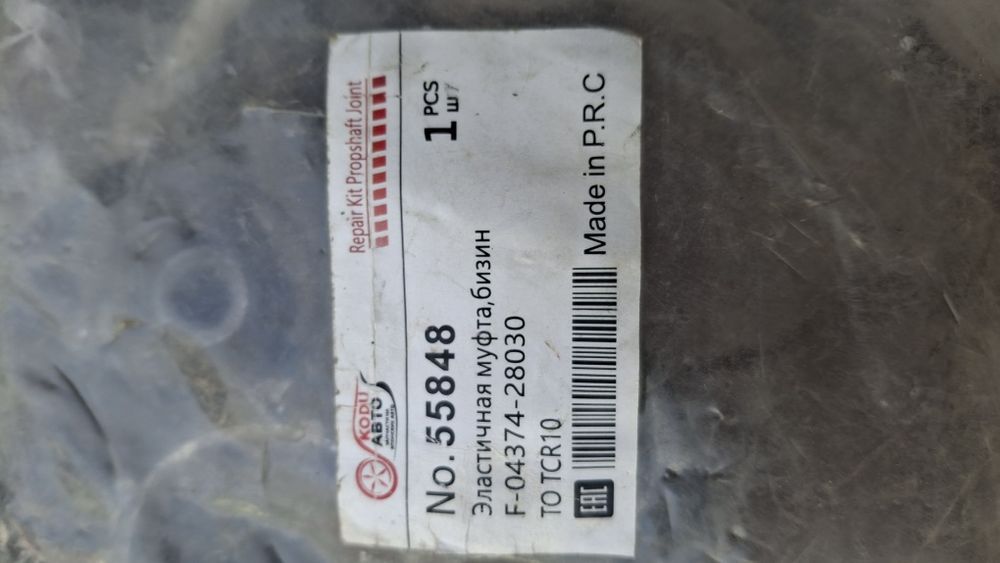 KODU
АВТО
Repair Kit Propshaft Joint
No.55848
1 PCS
шт
Эластичная муфта,бизин
F-04374-28030
TO TCR10
EAC
Made in P.R.C